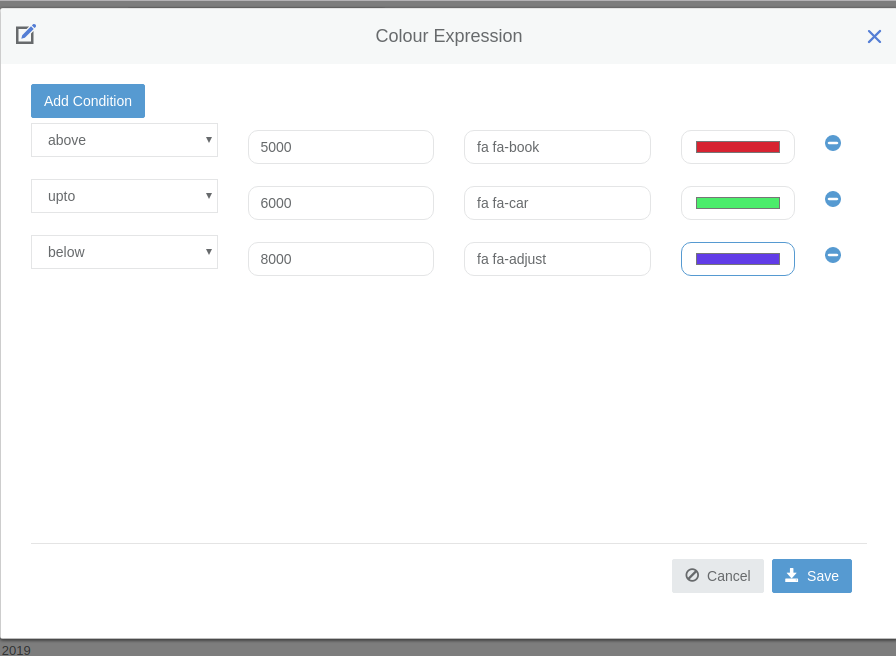 Colour Expression
Add Condition
above 5000 fa fa-book
upto 6000 fa fa-car
below 8000 fa fa-adjust
Cancel Save
2019